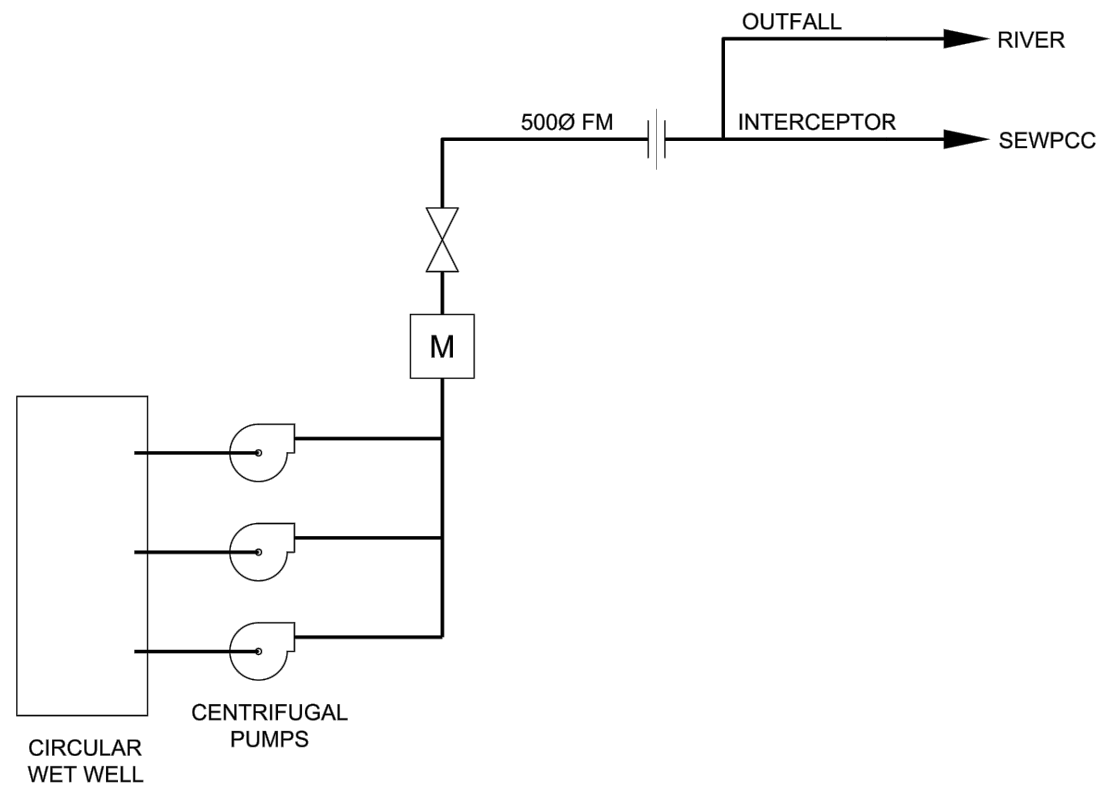 OUTFALL
RIVER
500Ø FM
INTERCEPTOR
SEWPCC
M
CENTRIFUGAL
PUMPS
CIRCULAR
WET WELL